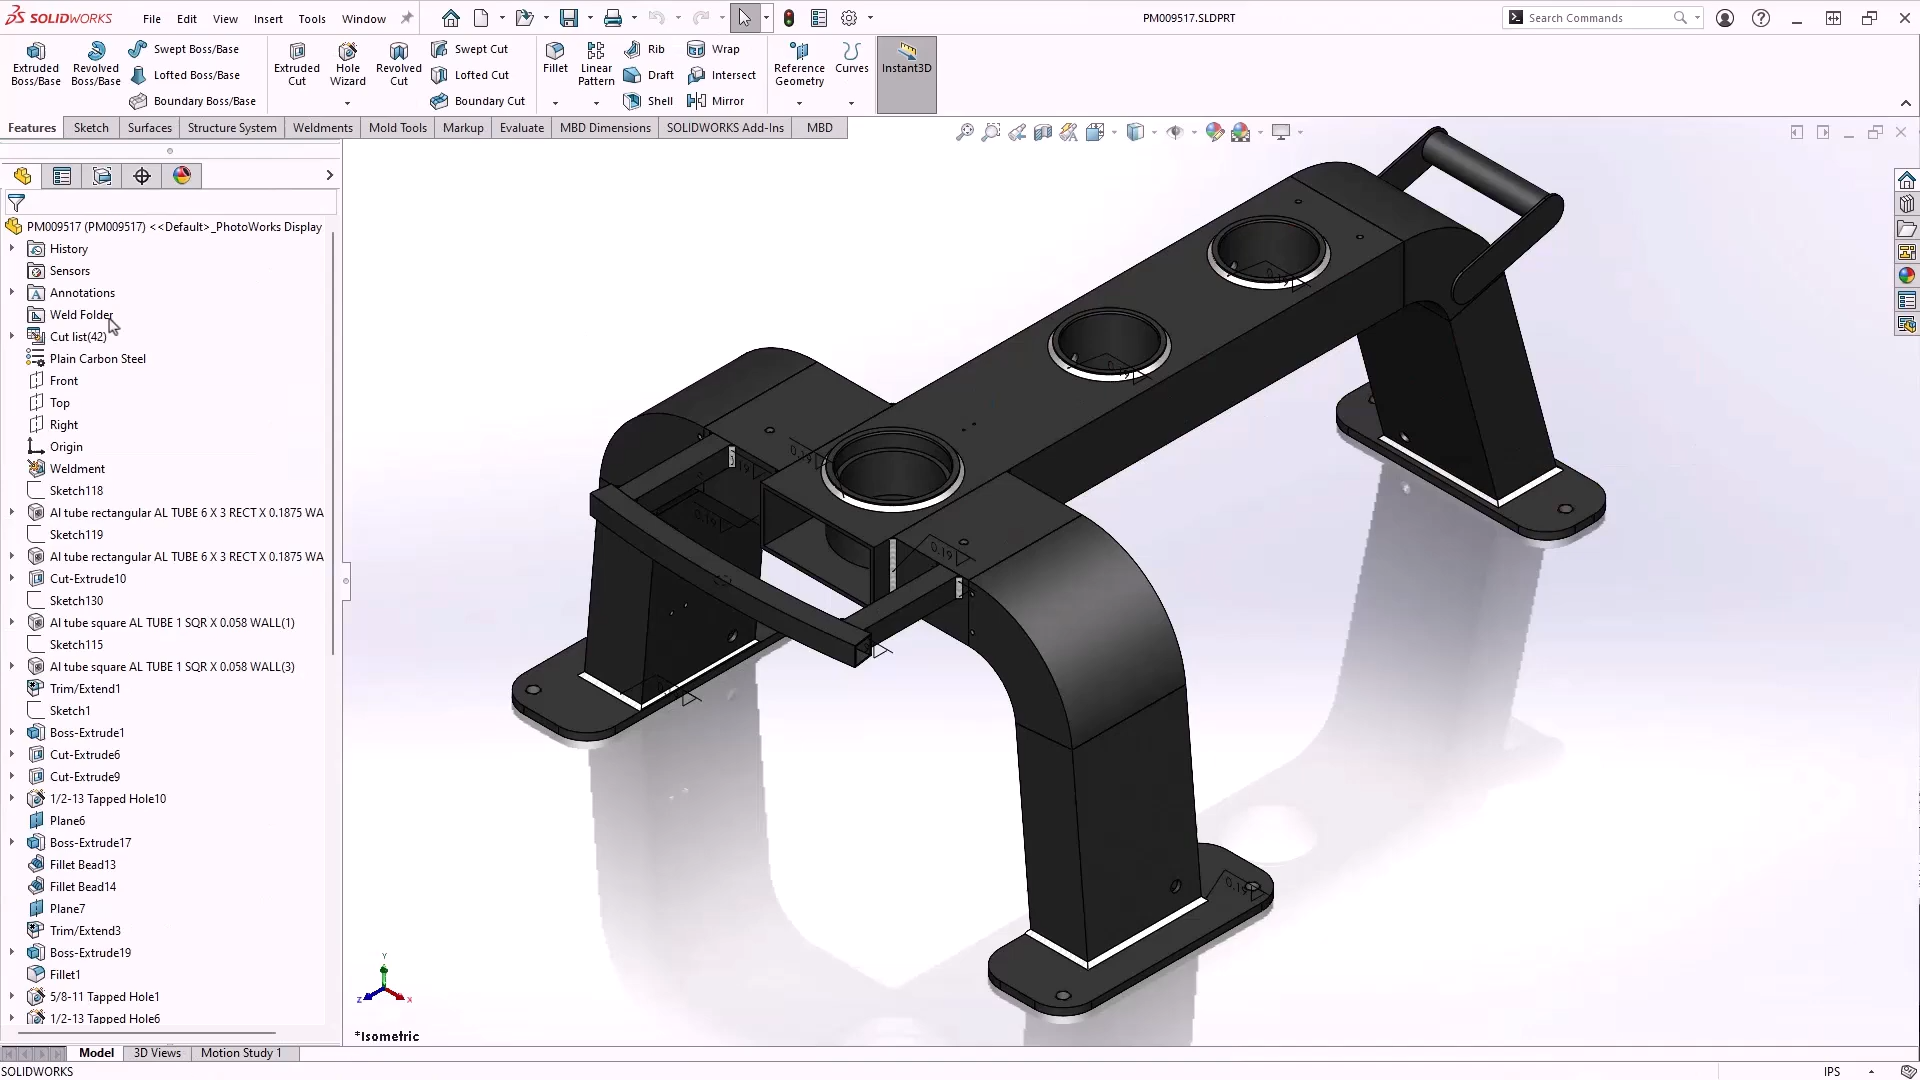 SOLIDWORKS File Edit View Insert Tools Window PM009517.SLDPRT Search Commands
Extruded Boss/Base
Revolved Boss/Base
Swept Boss/Base
Lofted Boss/Base
Boundary Boss/Base
Extruded Cut
Hole Wizard
Revolved Cut
Swept Cut
Lofted Cut
Boundary Cut
Fillet
Linear Pattern
Rib
Draft
Shell
Wrap
Intersect
Mirror
Reference Geometry
Curves
Instant3D
Features Sketch Surfaces Structure System Weldments Mold Tools Markup Evaluate MBD Dimensions SOLIDWORKS Add-Ins MBD
PM009517 (PM009517) <<Default>_PhotoWorks Display
History
Sensors
Annotations
Weld Folder
Cut list(42)
Plain Carbon Steel
Front
Top
Right
Origin
Weldment
Sketch118
Al tube rectangular AL TUBE 6 X 3 RECT X 0.1875 WA
Sketch119
Al tube rectangular AL TUBE 6 X 3 RECT X 0.1875 WA
Cut-Extrude10
Sketch130
Al tube square AL TUBE 1 SQR X 0.058 WALL(1)
Sketch115
Al tube square AL TUBE 1 SQR X 0.058 WALL(3)
Trim/Extend1
Sketch1
Boss-Extrude1
Cut-Extrude6
Cut-Extrude9
1/2-13 Tapped Hole10
Plane6
Boss-Extrude17
Fillet Bead13
Fillet Bead14
Plane7
Trim/Extend3
Boss-Extrude19
Fillet1
5/8-11 Tapped Hole1
1/2-13 Tapped Hole6
0.19
0.19
0.19
0.19
Y
Z
X
*Isometric
Model 3D Views Motion Study 1
SOLIDWORKS IPS